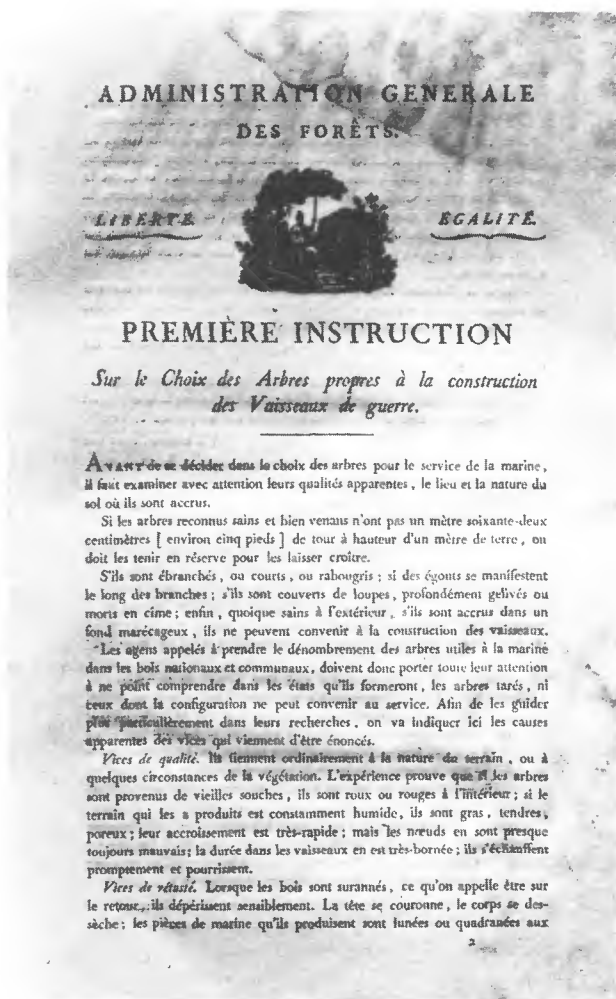 ADMINISTRATION GENERALE
DES FORÊTS.
LIBERTÉ. EGALITÉ.
PREMIÈRE INSTRUCTION
Sur le Choix des Arbres propres à la construction
des Vaisseaux de guerre.
AVANT de se décider dans le choix des arbres pour le service de la marine,
il faut examiner avec attention leurs qualités apparentes, le lieu et la nature du
sol où ils sont accrus.
Si les arbres reconnus sains et bien venans n'ont pas un mètre soixante-deux
centimètres [ environ cinq pieds ] de tour à hauteur d'un mètre de terre, on
doit les tenir en réserve pour les laisser croître.
S'ils sont ébranchés, ou courts, ou rabougris; si des égouts se manifestent
le long des branches; s'ils sont couverts de loupes, profondément gelivés ou
morts en cime; enfin, quoique sains à l'extérieur, s'ils sont accrus dans un
fond marécageux, ils ne peuvent convenir à la construction des vaisseaux.
Les agens appelés à prendre le dénombrement des arbres utiles à la marine
dans les bois nationaux et communaux, doivent donc porter toute leur attention
à ne point comprendre dans les états qu'ils formeront, les arbres tarés, ni
ceux dont la configuration ne peut convenir au service. Afin de les guider
plus particulièrement dans leurs recherches, on va indiquer ici les causes
apparentes des vices qui viennent d'être énoncés.
Vices de qualité. Ils tiennent ordinairement à la nature du terrain, ou à
quelques circonstances de la végétation. L'expérience prouve que si les arbres
sont provenus de vieilles souches, ils sont roux ou rouges à l'intérieur; si le
terrain qui les a produits est constamment humide, ils sont gras, tendres,
poreux; leur accroissement est très-rapide; mais les nœuds en sont presque
toujours mauvais; la durée dans les vaisseaux en est très-bornée; ils s'échauffent
promptement et pourrissent.
Vices de vétusté. Lorsque les bois sont surannés, ce qu'on appelle être sur
le retour, ils dépérissent sensiblement. La tête se couronne, le corps se des-
sèche; les pièces de marine qu'ils produisent sont lunées ou quadranées aux